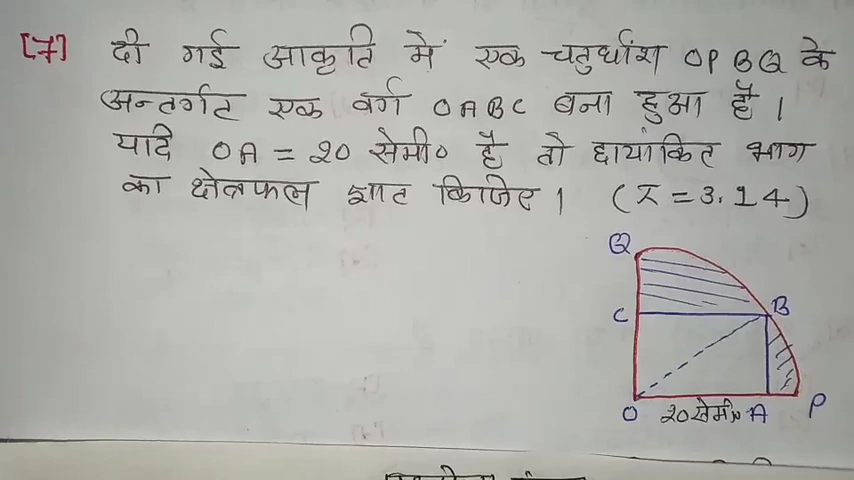 [7] दी गई आकृति में एक चतुर्थांश OPBQ के
अन्तर्गत एक वर्ग OABC बना हुआ है।
यदि OA = 20 सेमी० है तो छायांकित भाग
का क्षेत्रफल ज्ञात किजिए। (π = 3.14)
Q
C
B
O
20सेमी०
A
P